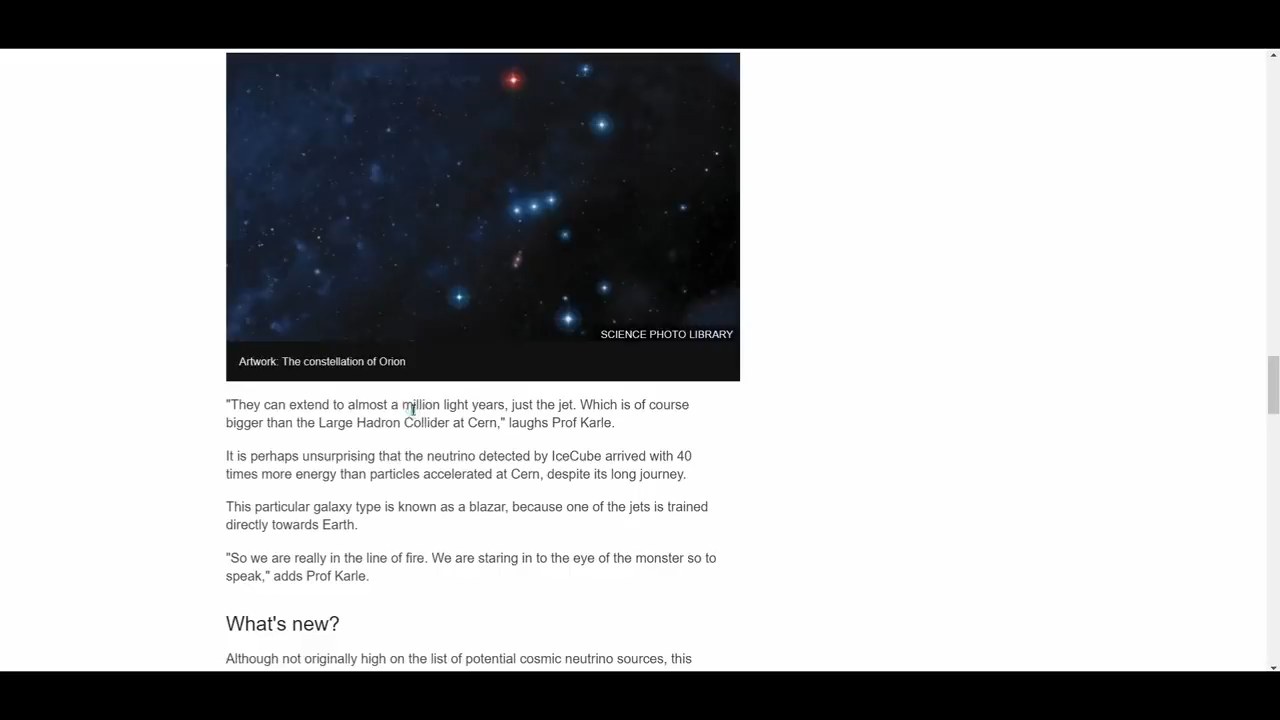 SCIENCE PHOTO LIBRARY
Artwork: The constellation of Orion
"They can extend to almost a million light years, just the jet. Which is of course
bigger than the Large Hadron Collider at Cern," laughs Prof Karle.
It is perhaps unsurprising that the neutrino detected by IceCube arrived with 40
times more energy than particles accelerated at Cern, despite its long journey.
This particular galaxy type is known as a blazar, because one of the jets is trained
directly towards Earth.
"So we are really in the line of fire. We are staring in to the eye of the monster so to
speak," adds Prof Karle.
What's new?
Although not originally high on the list of potential cosmic neutrino sources, this